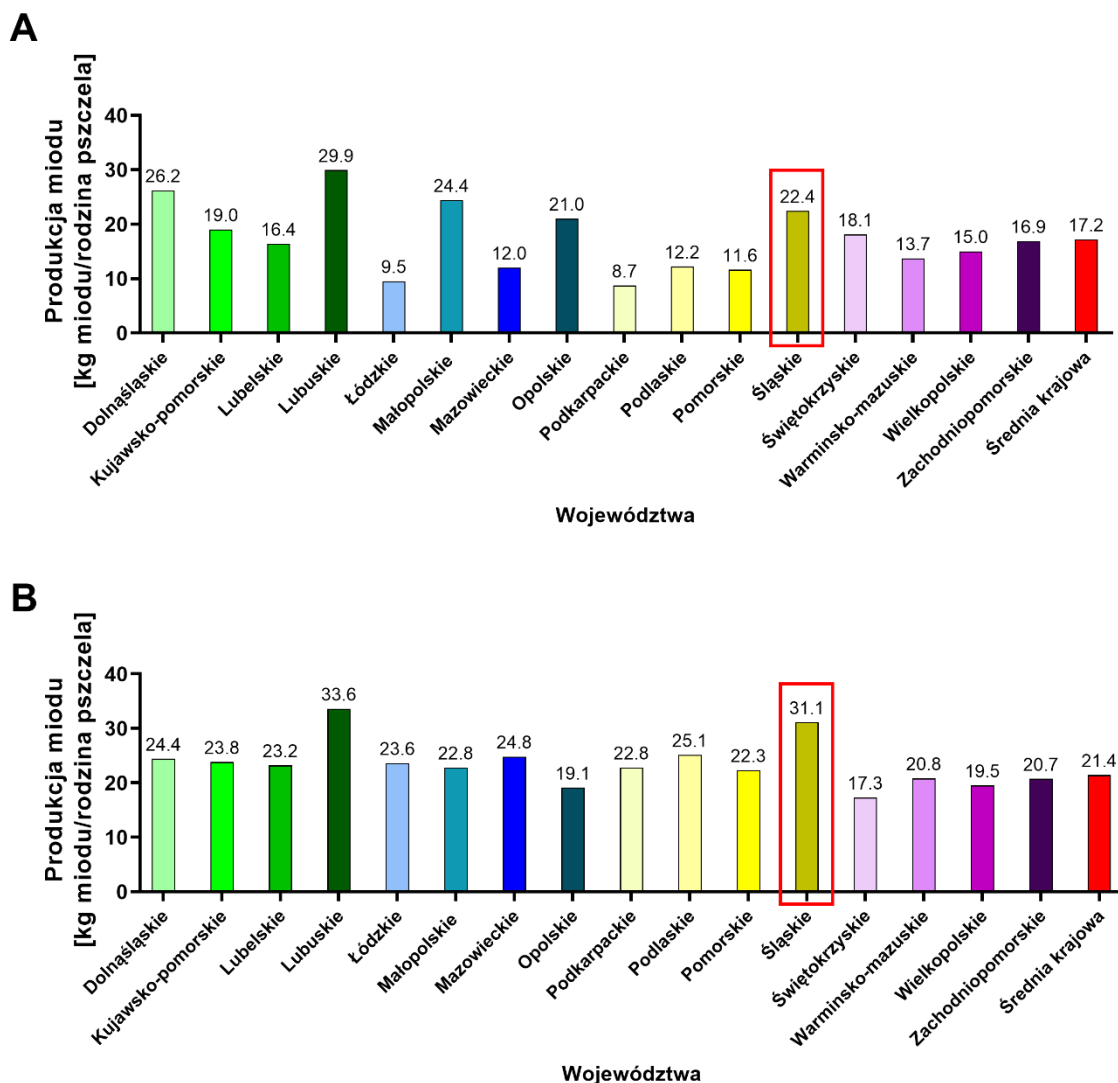 A
Produkcja miodu
[kg miodu/rodzina pszczela]
40
30
20
10
0
26.2
19.0
16.4
29.9
9.5
24.4
12.0
21.0
8.7
12.2
11.6
22.4
18.1
13.7
15.0
16.9
17.2
Dolnąśląskie
Kujawsko-pomorskie
Lubelskie
Lubuskie
Łódzkie
Małopolskie
Mazowieckie
Opolskie
Podkarpackie
Podlaskie
Pomorskie
Śląskie
Świętokrzyskie
Warminsko-mazuskie
Wielkopolskie
Zachodniopomorskie
Średnia krajowa
Województwa
B
Produkcja miodu
[kg miodu/rodzina pszczela]
40
30
20
10
0
24.4
23.8
23.2
33.6
23.6
22.8
24.8
19.1
22.8
25.1
22.3
31.1
17.3
20.8
19.5
20.7
21.4
Dolnąśląskie
Kujawsko-pomorskie
Lubelskie
Lubuskie
Łódzkie
Małopolskie
Mazowieckie
Opolskie
Podkarpackie
Podlaskie
Pomorskie
Śląskie
Świętokrzyskie
Warminsko-mazuskie
Wielkopolskie
Zachodniopomorskie
Średnia krajowa
Województwa